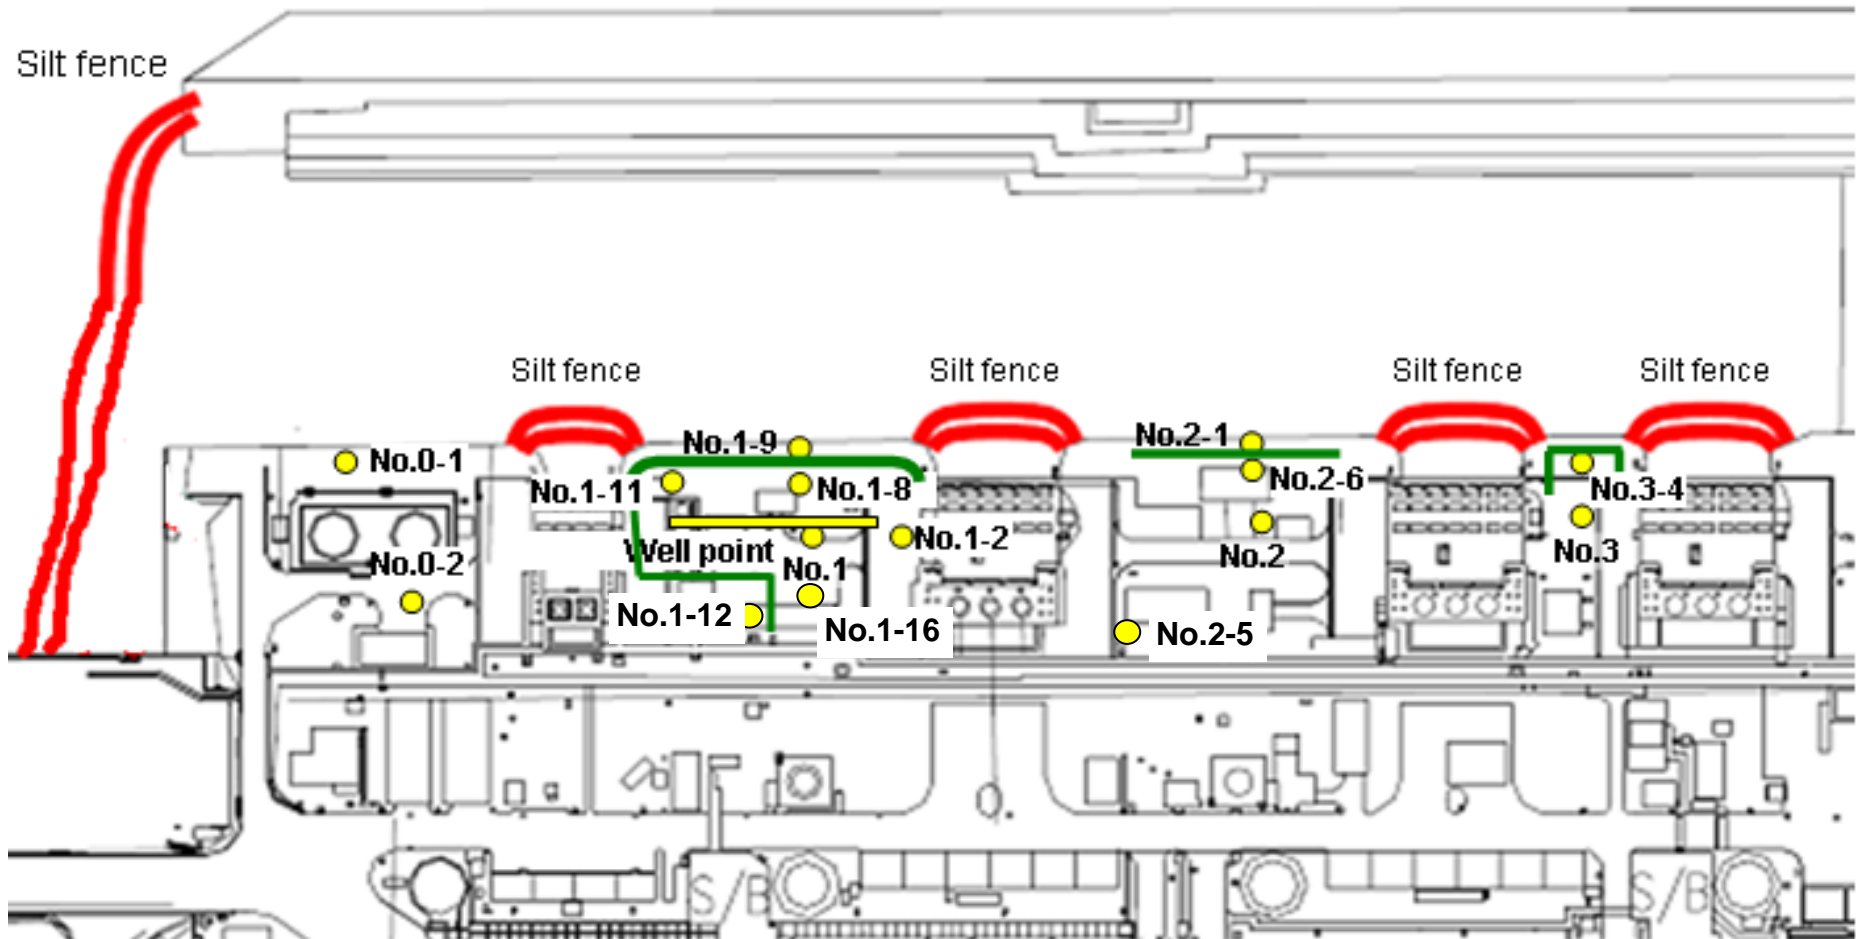 Silt fence
Silt fence
Silt fence
Silt fence
Silt fence
No.1-9
No.2-1
No.0-1
No.1-11
No.1-8
No.2-6
No.3-4
No.1-2
Well point
No.1
No.2
No.3
No.0-2
No.1-12
No.1-16
No.2-5
S/B
S/B